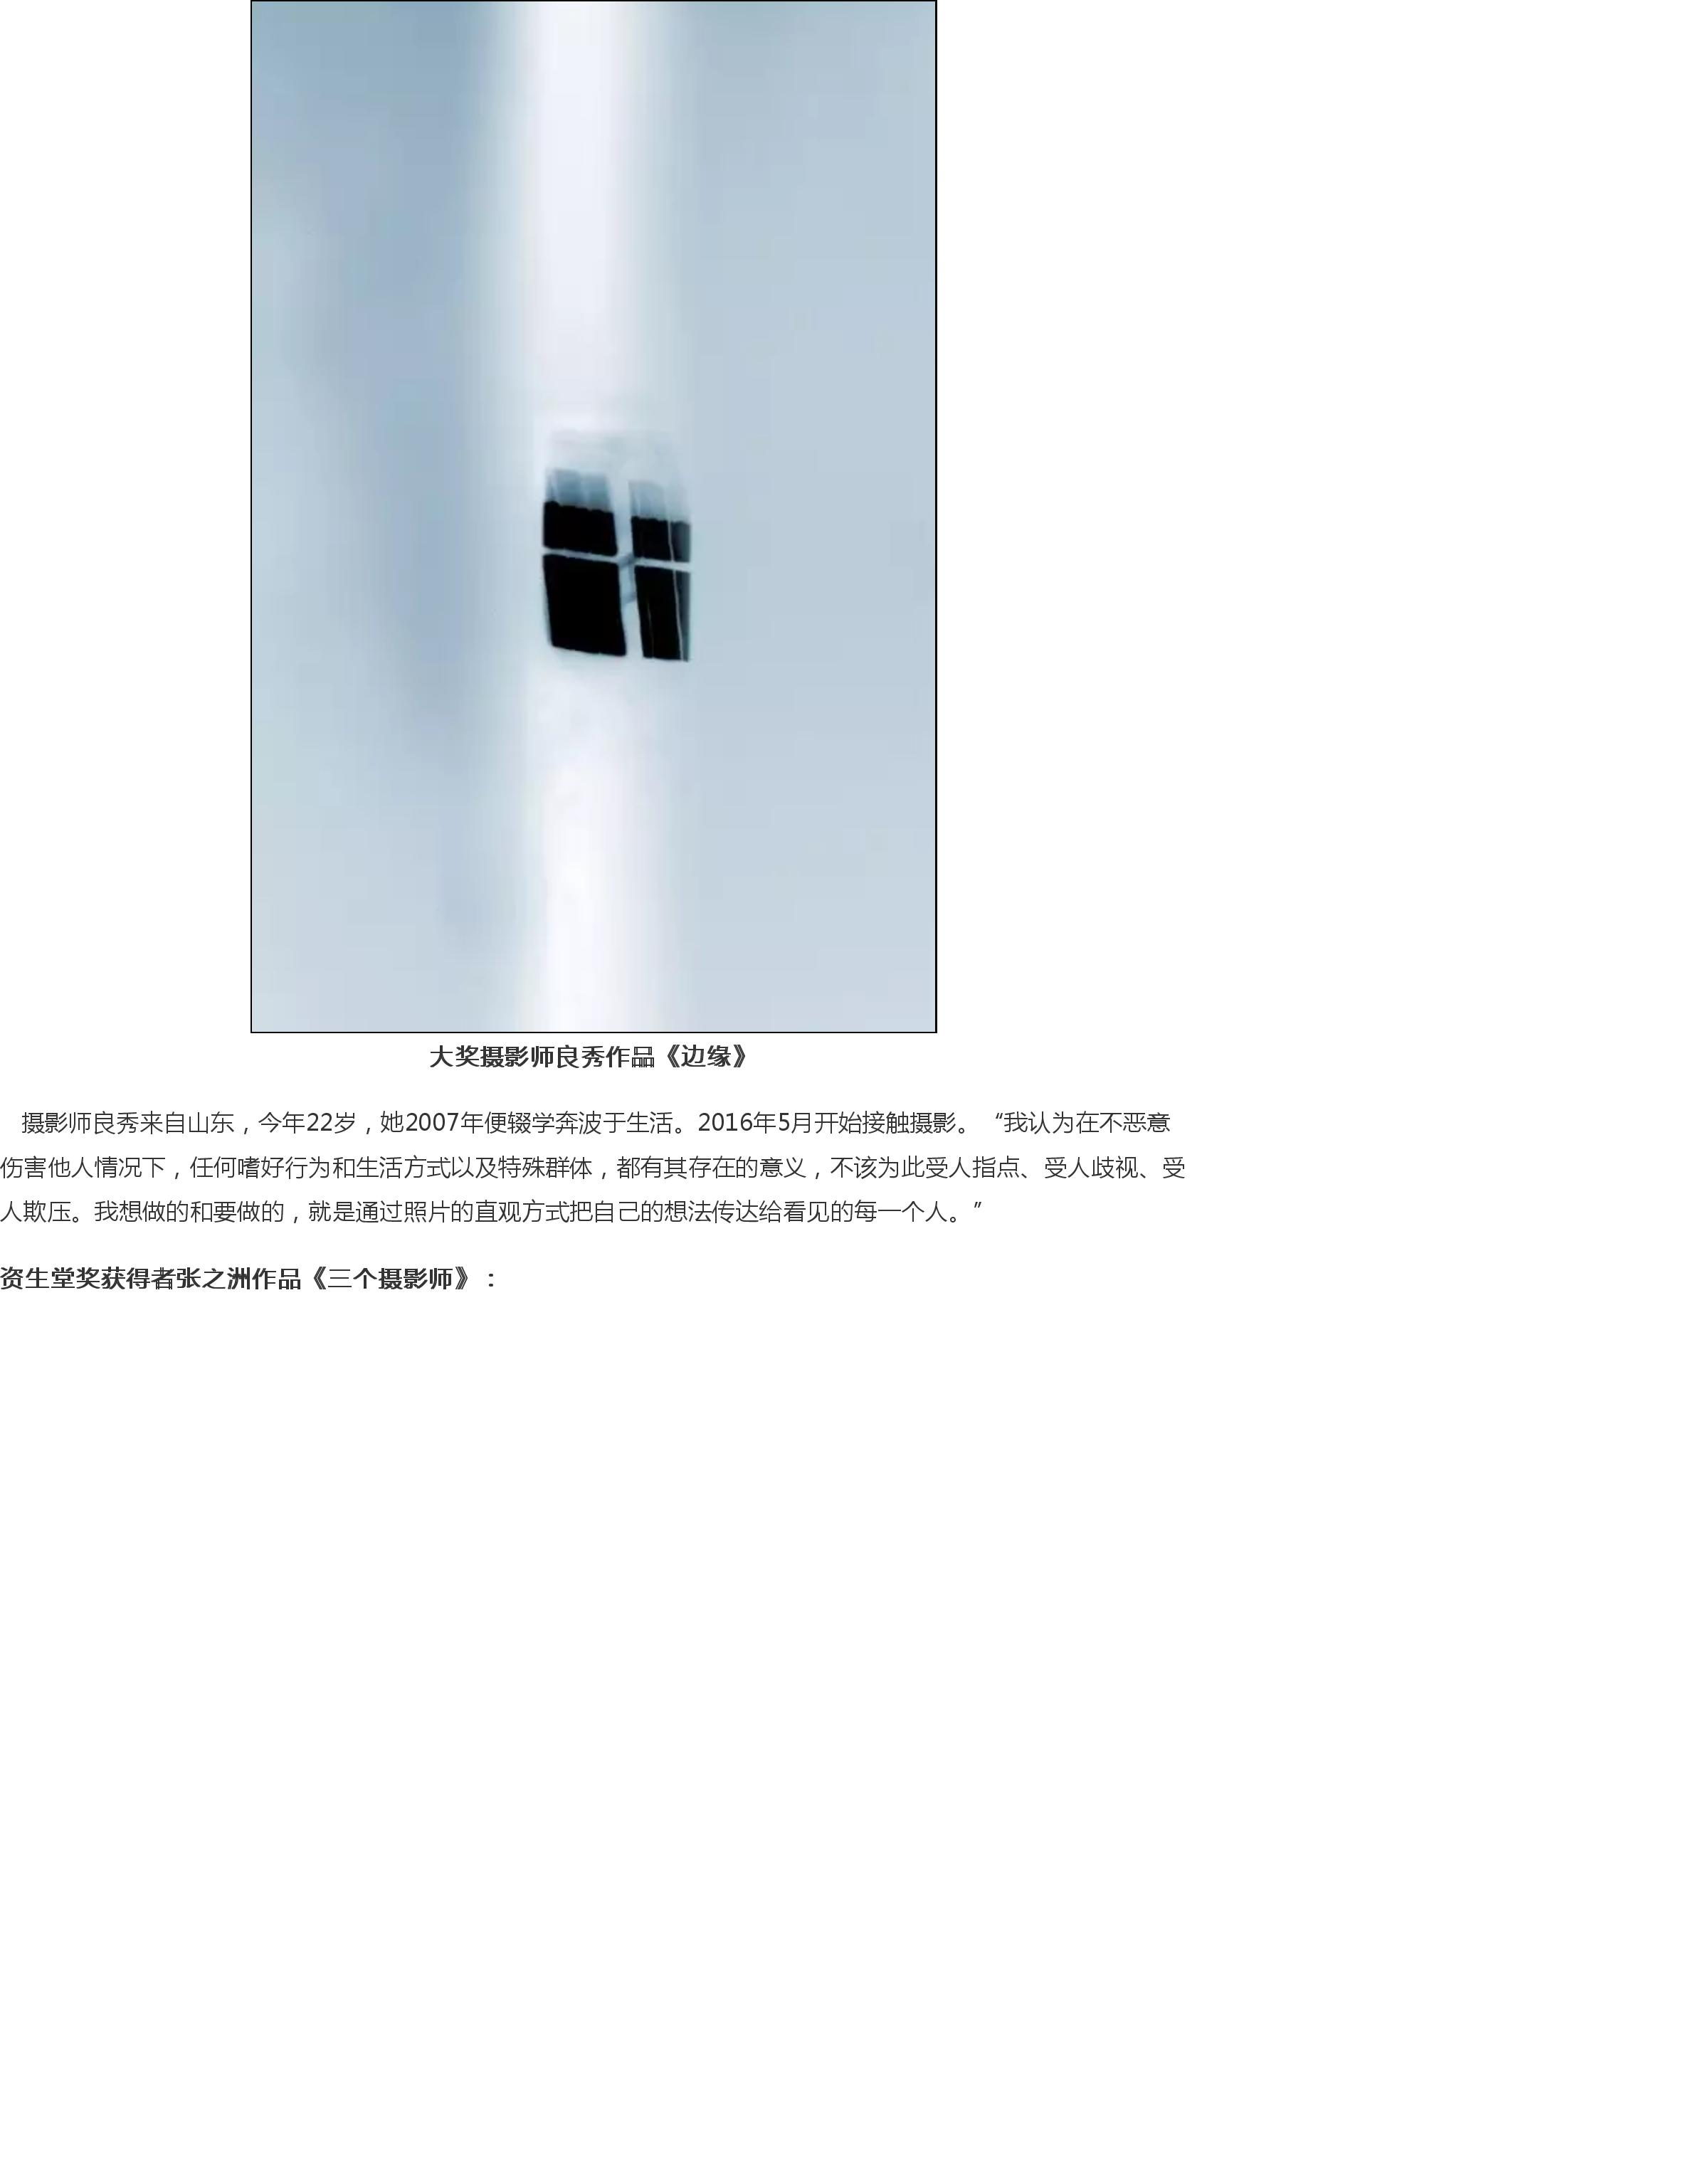 大奖摄影师良秀作品《边缘》
摄影师良秀来自山东，今年22岁，她2007年便辍学奔波于生活。2016年5月开始接触摄影。“我认为在不恶意
伤害他人情况下，任何嗜好行为和生活方式以及特殊群体，都有其存在的意义，不该为此受人指点、受人歧视、受
人欺压。我想做的和要做的，就是通过照片的直观方式把自己的想法传达给看见的每一个人。”
资生堂奖获得者张之洲作品《三个摄影师》：